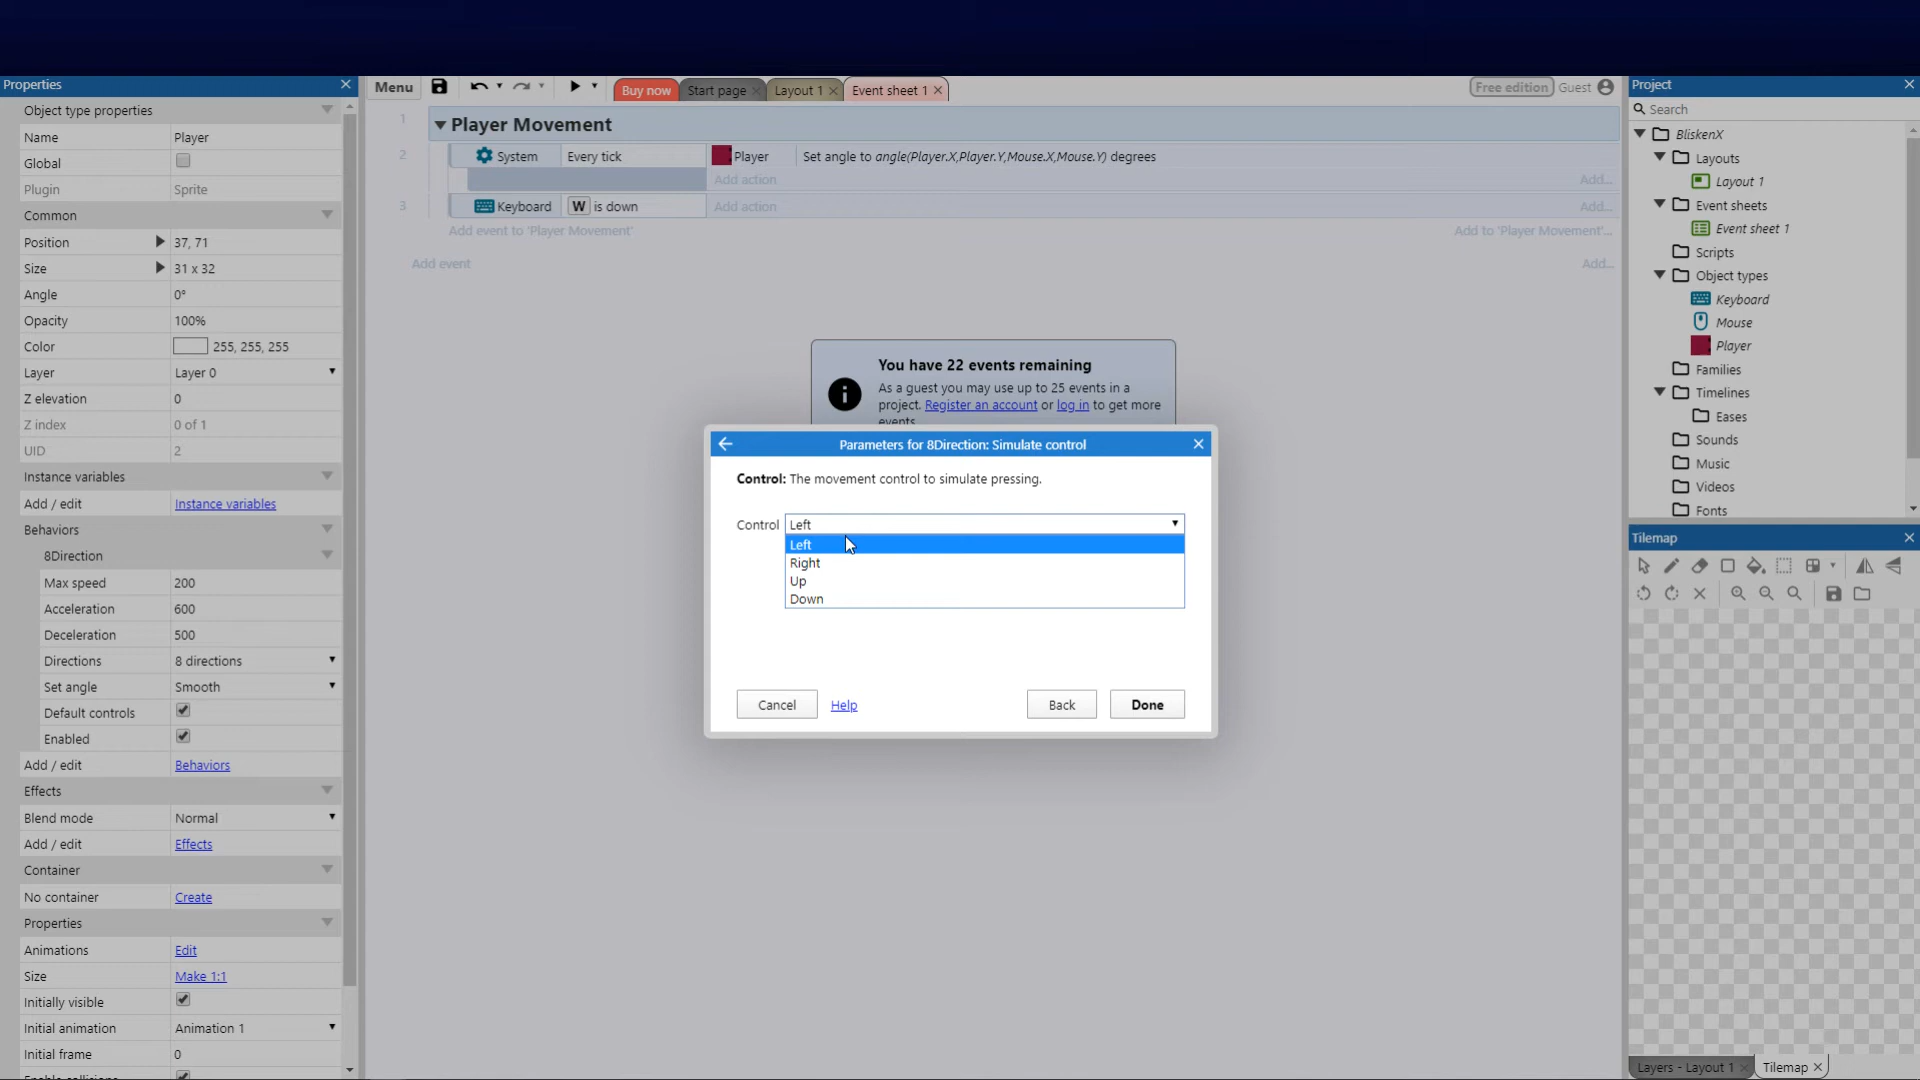 Properties
Object type properties
Name Player
Global
Plugin Sprite
Common
Position 37, 71
Size 31 x 32
Angle 0°
Opacity 100%
Color 255, 255, 255
Layer Layer 0
Z elevation 0
Z index 0 of 1
UID 2
Instance variables
Add / edit Instance variables
Behaviors
8Direction
Max speed 200
Acceleration 600
Deceleration 500
Directions 8 directions
Set angle Smooth
Default controls
Enabled
Add / edit Behaviors
Effects
Blend mode Normal
Add / edit Effects
Container
No container Create
Properties
Animations Edit
Size Make 1:1
Initially visible
Initial animation Animation 1
Initial frame 0
Menu
Buy now Start page Layout 1 Event sheet 1
Free edition Guest
1 Player Movement
2 System Every tick Player Set angle to angle(Player.X,Player.Y,Mouse.X,Mouse.Y) degrees
Add action Add...
3 Keyboard W is down Add action Add...
Add event to 'Player Movement' Add to 'Player Movement'...
Add event Add...
You have 22 events remaining
As a guest you may use up to 25 events in a
project. Register an account or log in to get more
events.
Parameters for 8Direction: Simulate control
Control: The movement control to simulate pressing.
Control Left
Left
Right
Up
Down
Cancel Help Back Done
Project
Search
BliskenX
Layouts
Layout 1
Event sheets
Event sheet 1
Scripts
Object types
Keyboard
Mouse
Player
Families
Timelines
Eases
Sounds
Music
Videos
Fonts
Tilemap
Layers - Layout 1 Tilemap